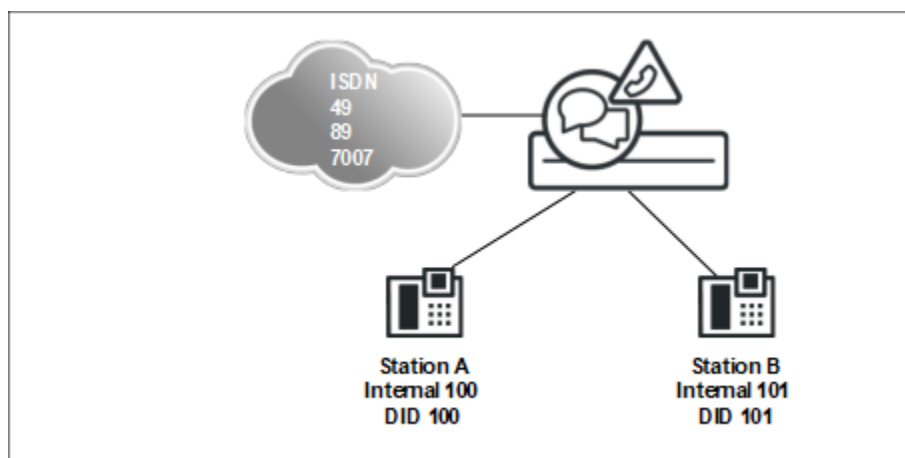 ISDN
49
89
7007
Station A
Internal 100
DID 100
Station B
Internal 101
DID 101